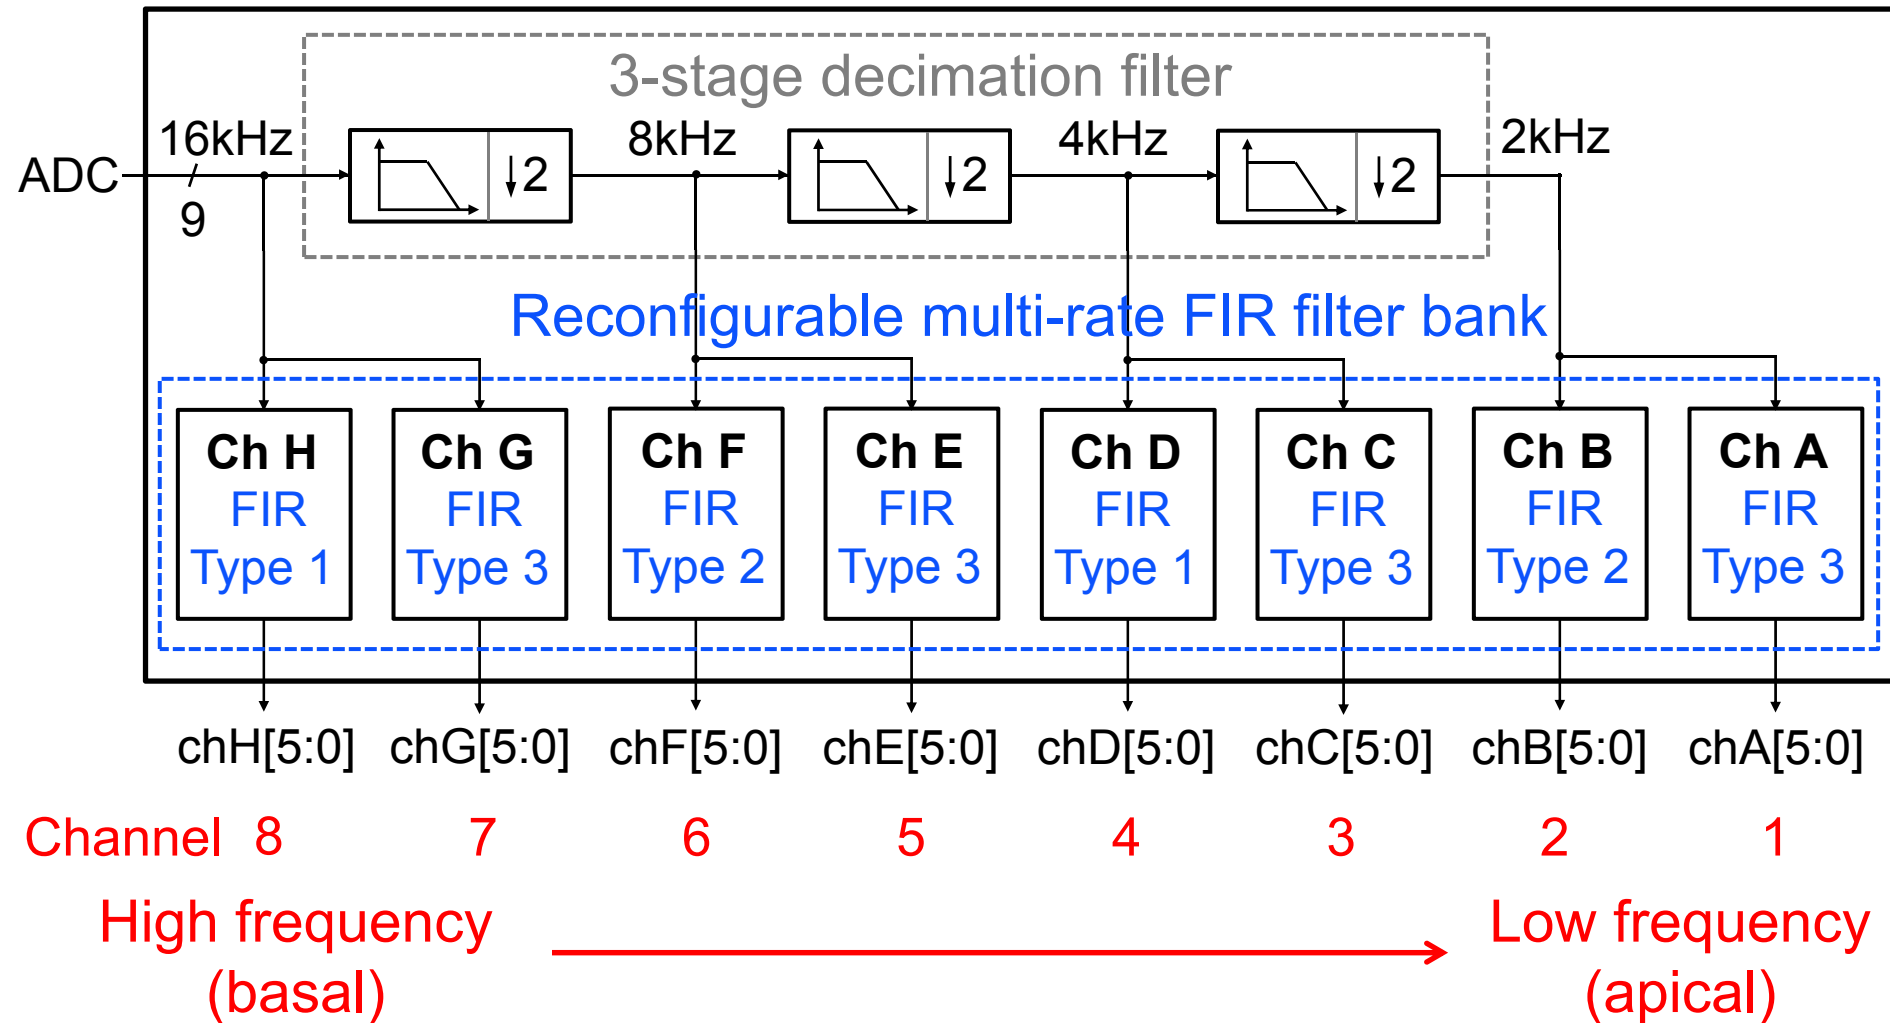 3-stage decimation filter
16kHz
8kHz
4kHz
2kHz
ADC
9
↓2
↓2
↓2
Reconfigurable multi-rate FIR filter bank
Ch H
FIR
Type 1
Ch G
FIR
Type 3
Ch F
FIR
Type 2
Ch E
FIR
Type 3
Ch D
FIR
Type 1
Ch C
FIR
Type 3
Ch B
FIR
Type 2
Ch A
FIR
Type 3
chH[5:0] chG[5:0] chF[5:0] chE[5:0] chD[5:0] chC[5:0] chB[5:0] chA[5:0]
Channel 8 7 6 5 4 3 2 1
High frequency
(basal)
Low frequency
(apical)